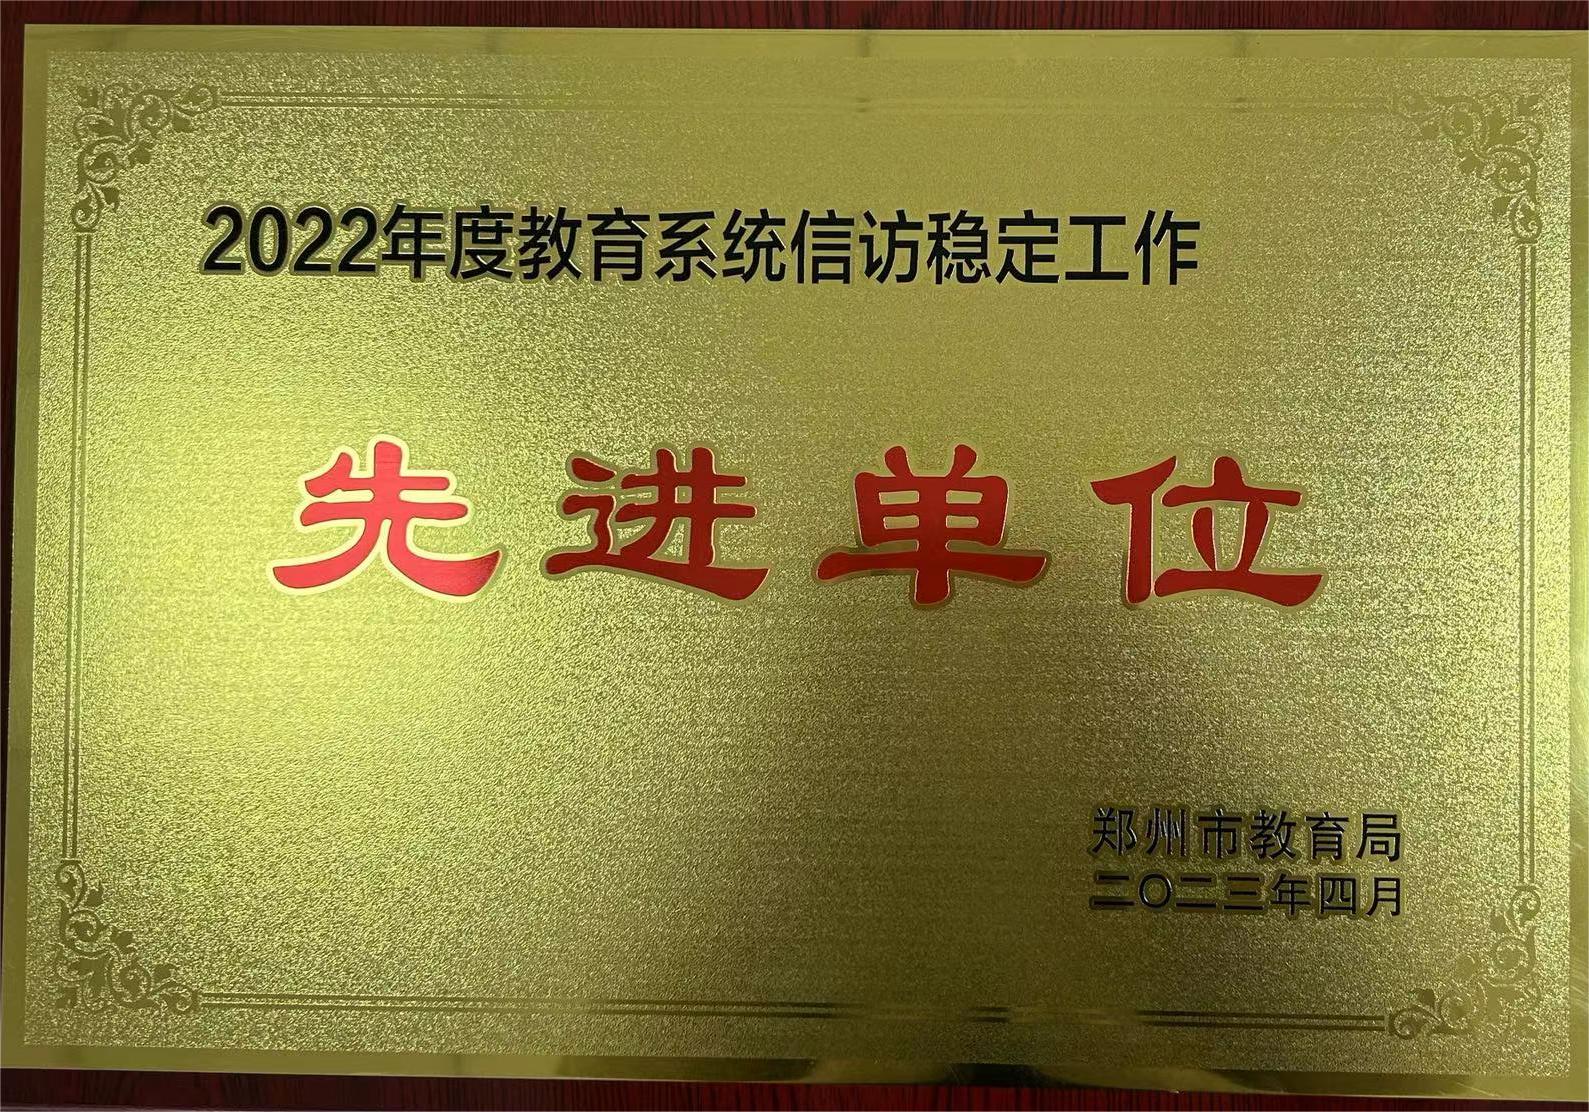 2022年度教育系统信访稳定工作
先进单位
郑州市教育局
二〇二三年四月